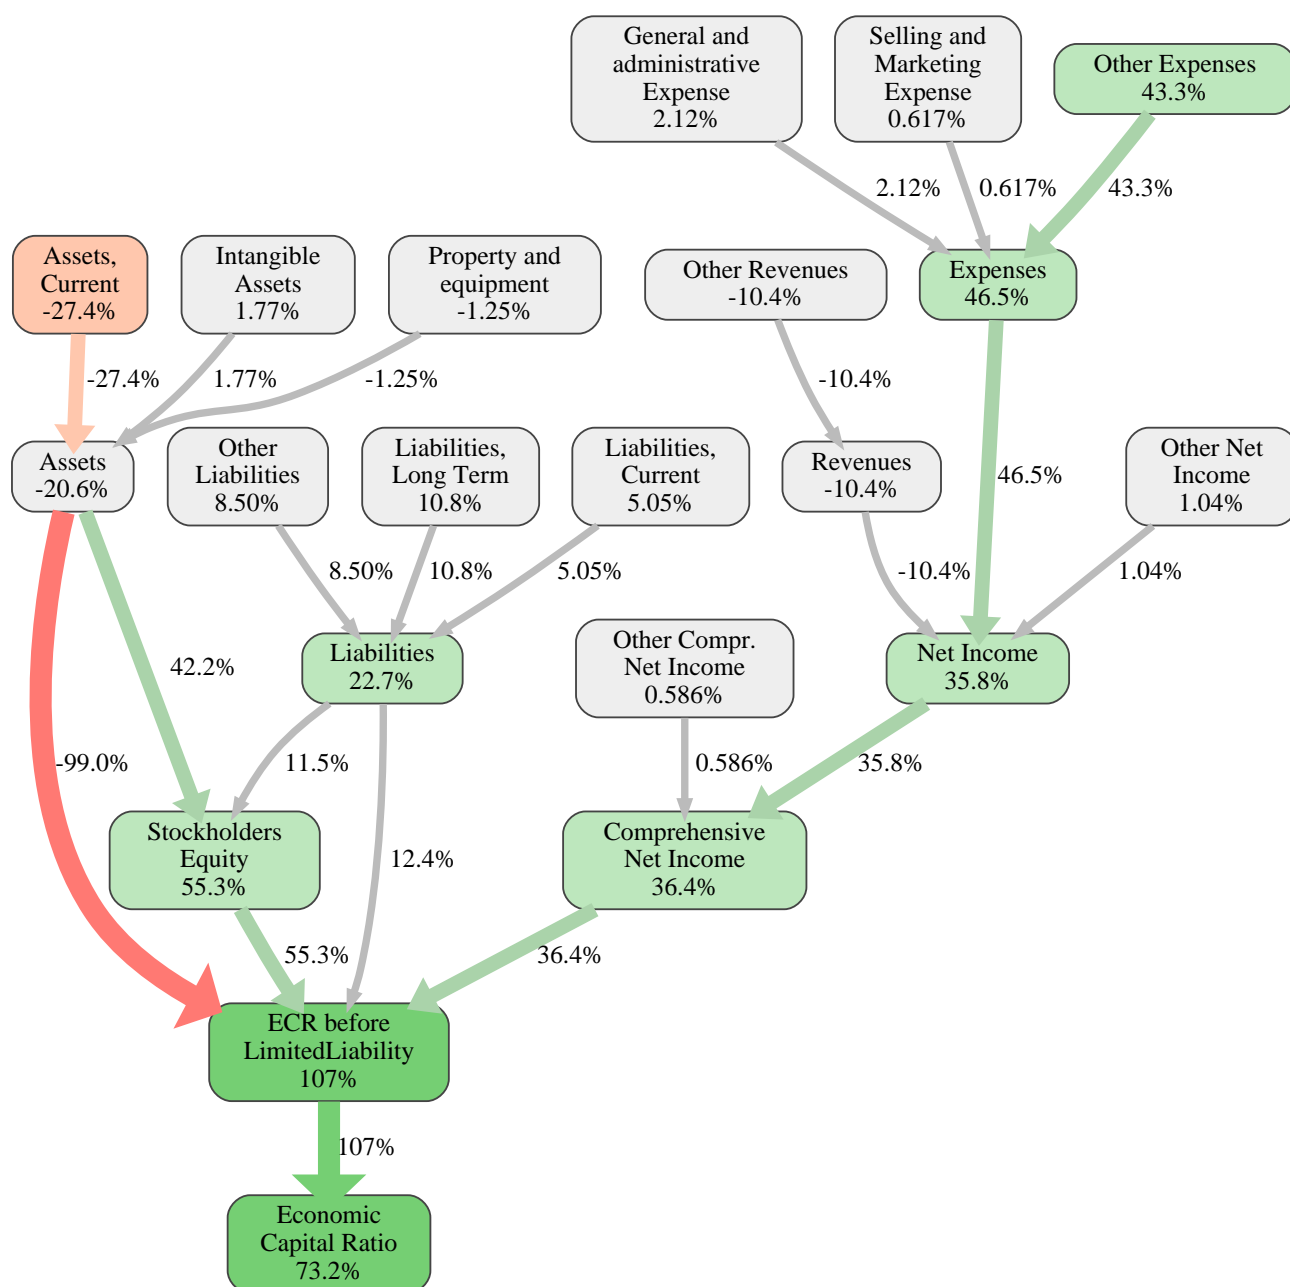 General and
administrative
Expense
2.12%
Selling and
Marketing
Expense
0.617%
Other Expenses
43.3%
2.12%
0.617%
43.3%
Assets,
Current
-27.4%
Intangible
Assets
1.77%
Property and
equipment
-1.25%
Other Revenues
-10.4%
Expenses
46.5%
-27.4%
1.77%
-1.25%
-10.4%
46.5%
Assets
-20.6%
Other
Liabilities
8.50%
Liabilities,
Long Term
10.8%
Liabilities,
Current
5.05%
Revenues
-10.4%
Other Net
Income
1.04%
8.50%
10.8%
5.05%
-10.4%
1.04%
42.2%
Liabilities
22.7%
Other Compr.
Net Income
0.586%
Net Income
35.8%
-99.0%
11.5%
0.586%
35.8%
Stockholders
Equity
55.3%
12.4%
Comprehensive
Net Income
36.4%
55.3%
36.4%
ECR before
LimitedLiability
107%
107%
Economic
Capital Ratio
73.2%